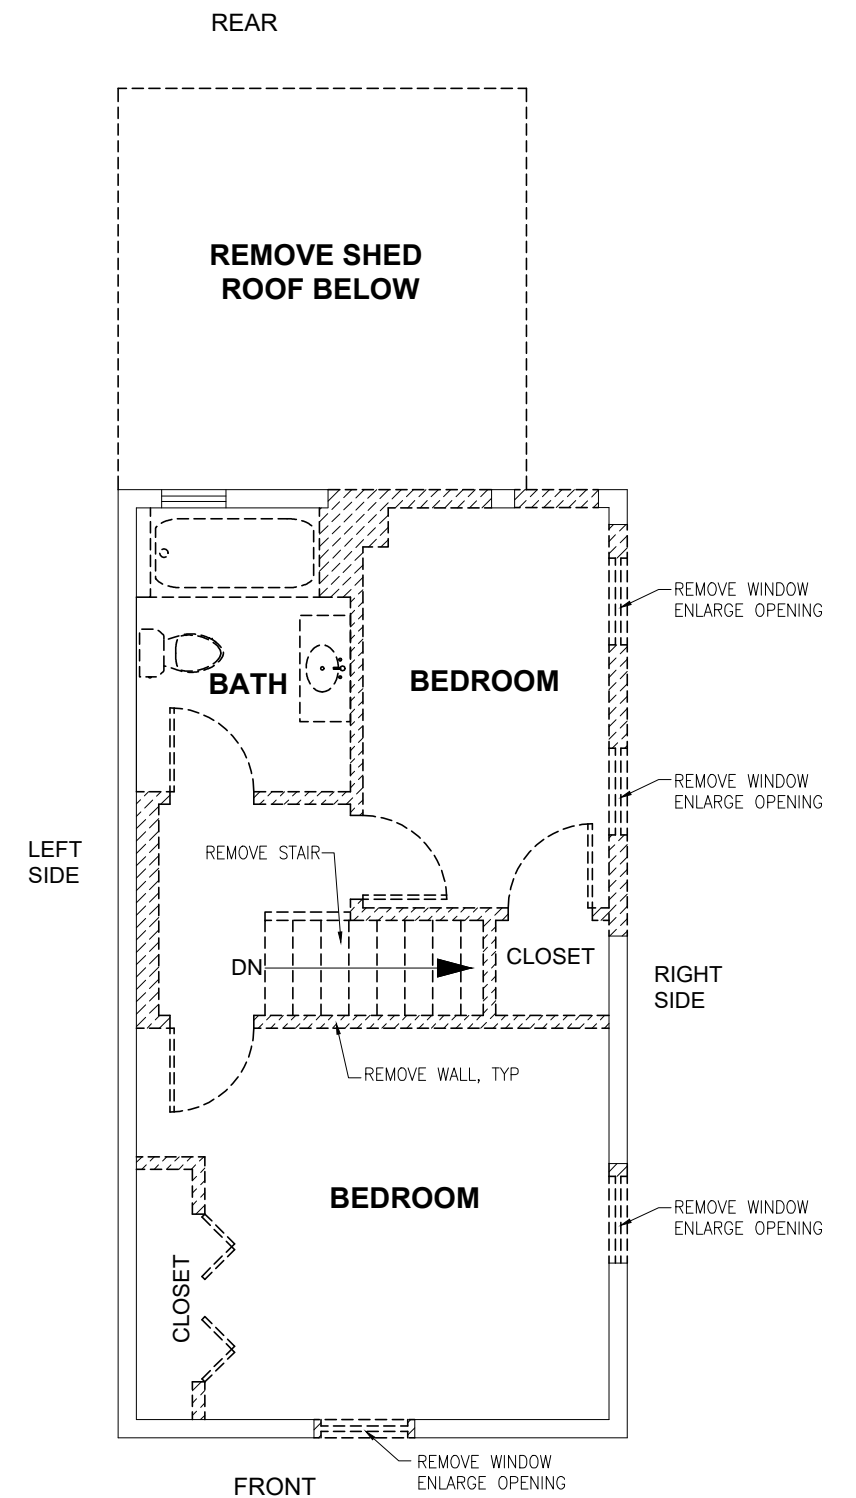 REAR
REMOVE SHED
ROOF BELOW
REMOVE WINDOW
ENLARGE OPENING
BATH
BEDROOM
REMOVE WINDOW
ENLARGE OPENING
LEFT
SIDE
REMOVE STAIR
DN
CLOSET
RIGHT
SIDE
REMOVE WALL, TYP
BEDROOM
REMOVE WINDOW
ENLARGE OPENING
CLOSET
REMOVE WINDOW
ENLARGE OPENING
FRONT